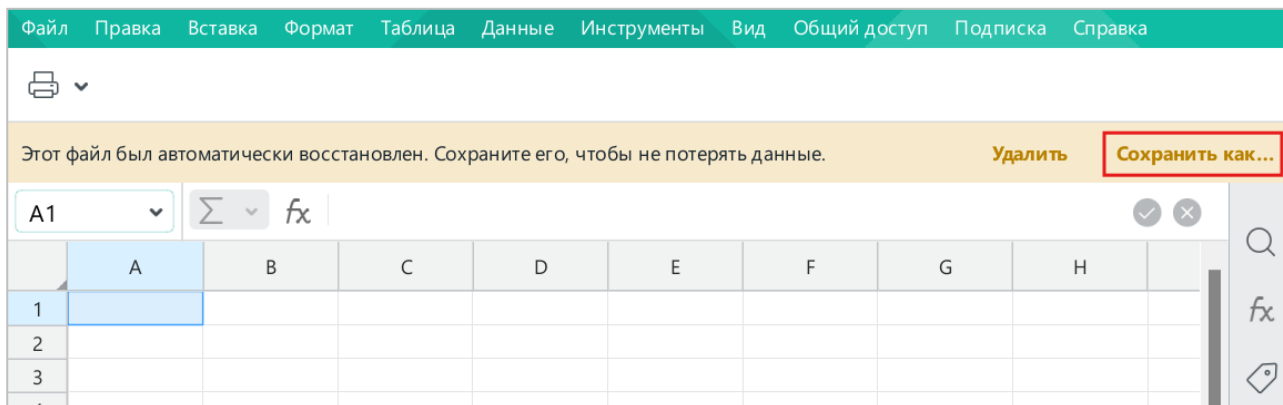 Файл Правка Вставка Формат Таблица Данные Инструменты Вид Общий доступ Подписка Справка
Этот файл был автоматически восстановлен. Сохраните его, чтобы не потерять данные. Удалить Сохранить как...
A1 Σ fx
A B C D E F G H
1
fx
2
3